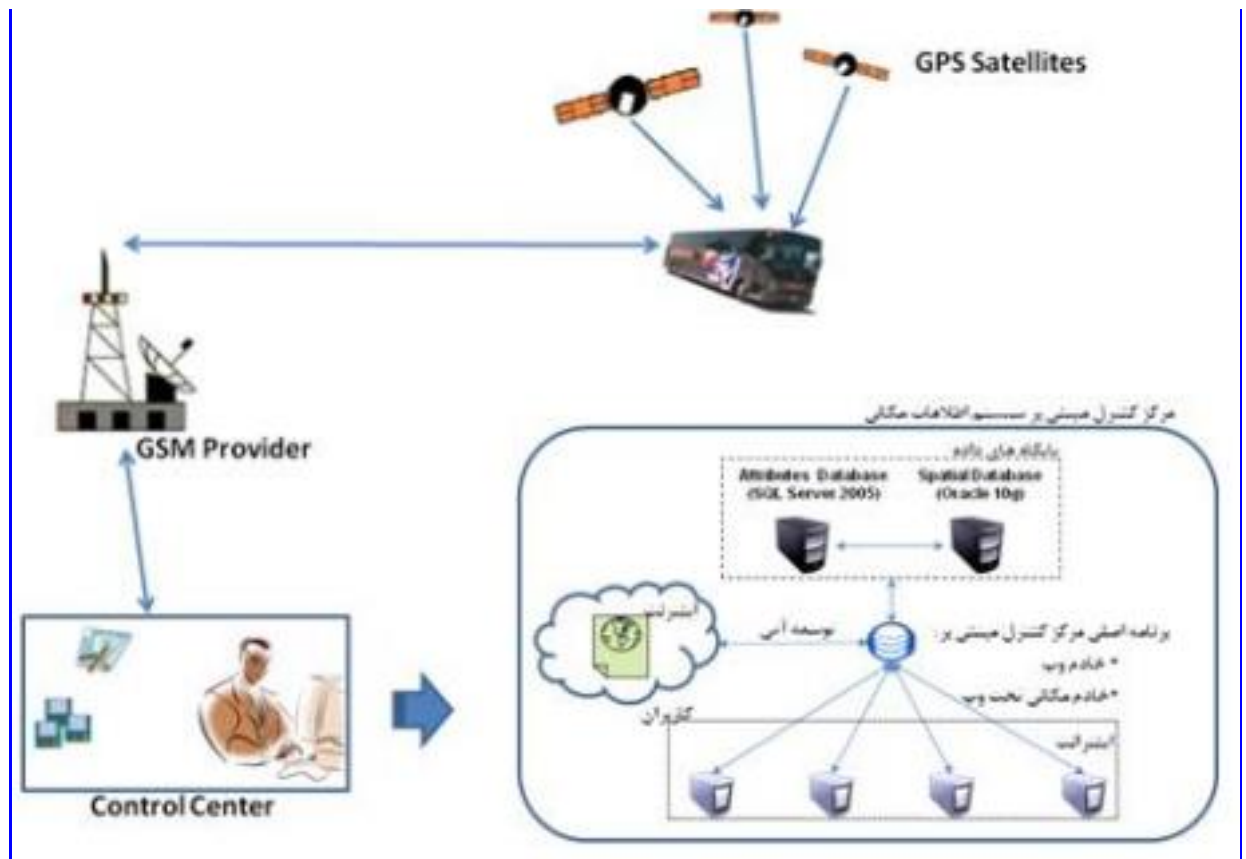 GPS Satellites
GSM Provider
Control Center
مرکز کنترل مبتنی بر سیستم اطلاعات مکانی
پایگاه های داده
Attributes Database
(SQL Server 2005)
Spatial Database
(Oracle 10g)
اینترنت
توسعه آتی
برنامه اصلی مرکز کنترل مبتنی بر:
* خادم وب
*خادم مکانی تحت وب
کاربران
اینترانت